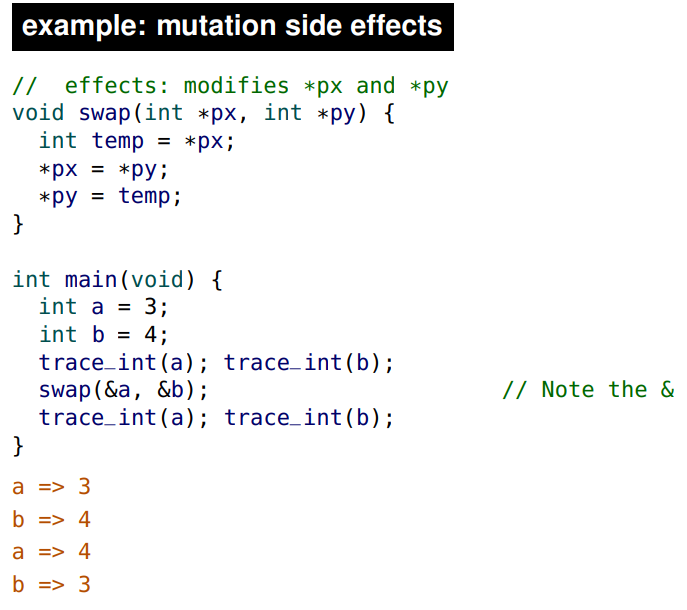 example: mutation side effects
//  effects: modifies *px and *py
void swap(int *px, int *py) {
  int temp = *px;
  *px = *py;
  *py = temp;
}
int main(void) {
  int a = 3;
  int b = 4;
  trace_int(a); trace_int(b);
  swap(&a, &b);                      // Note the &
  trace_int(a); trace_int(b);
}
a => 3
b => 4
a => 4
b => 3